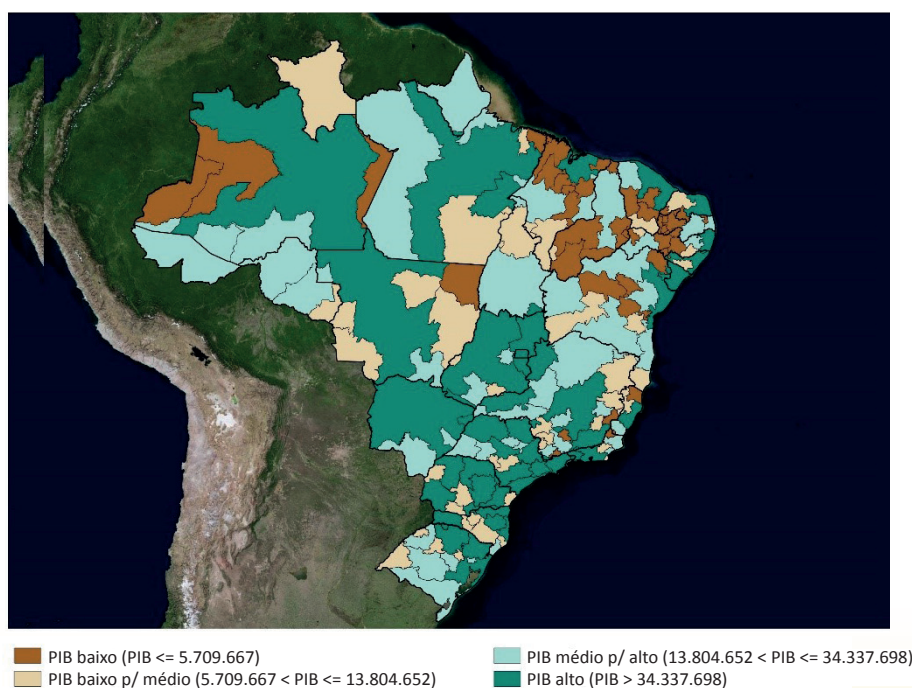 PIB baixo (PIB <= 5.709.667)
PIB baixo p/ médio (5.709.667 < PIB <= 13.804.652)
PIB médio p/ alto (13.804.652 < PIB <= 34.337.698)
PIB alto (PIB > 34.337.698)